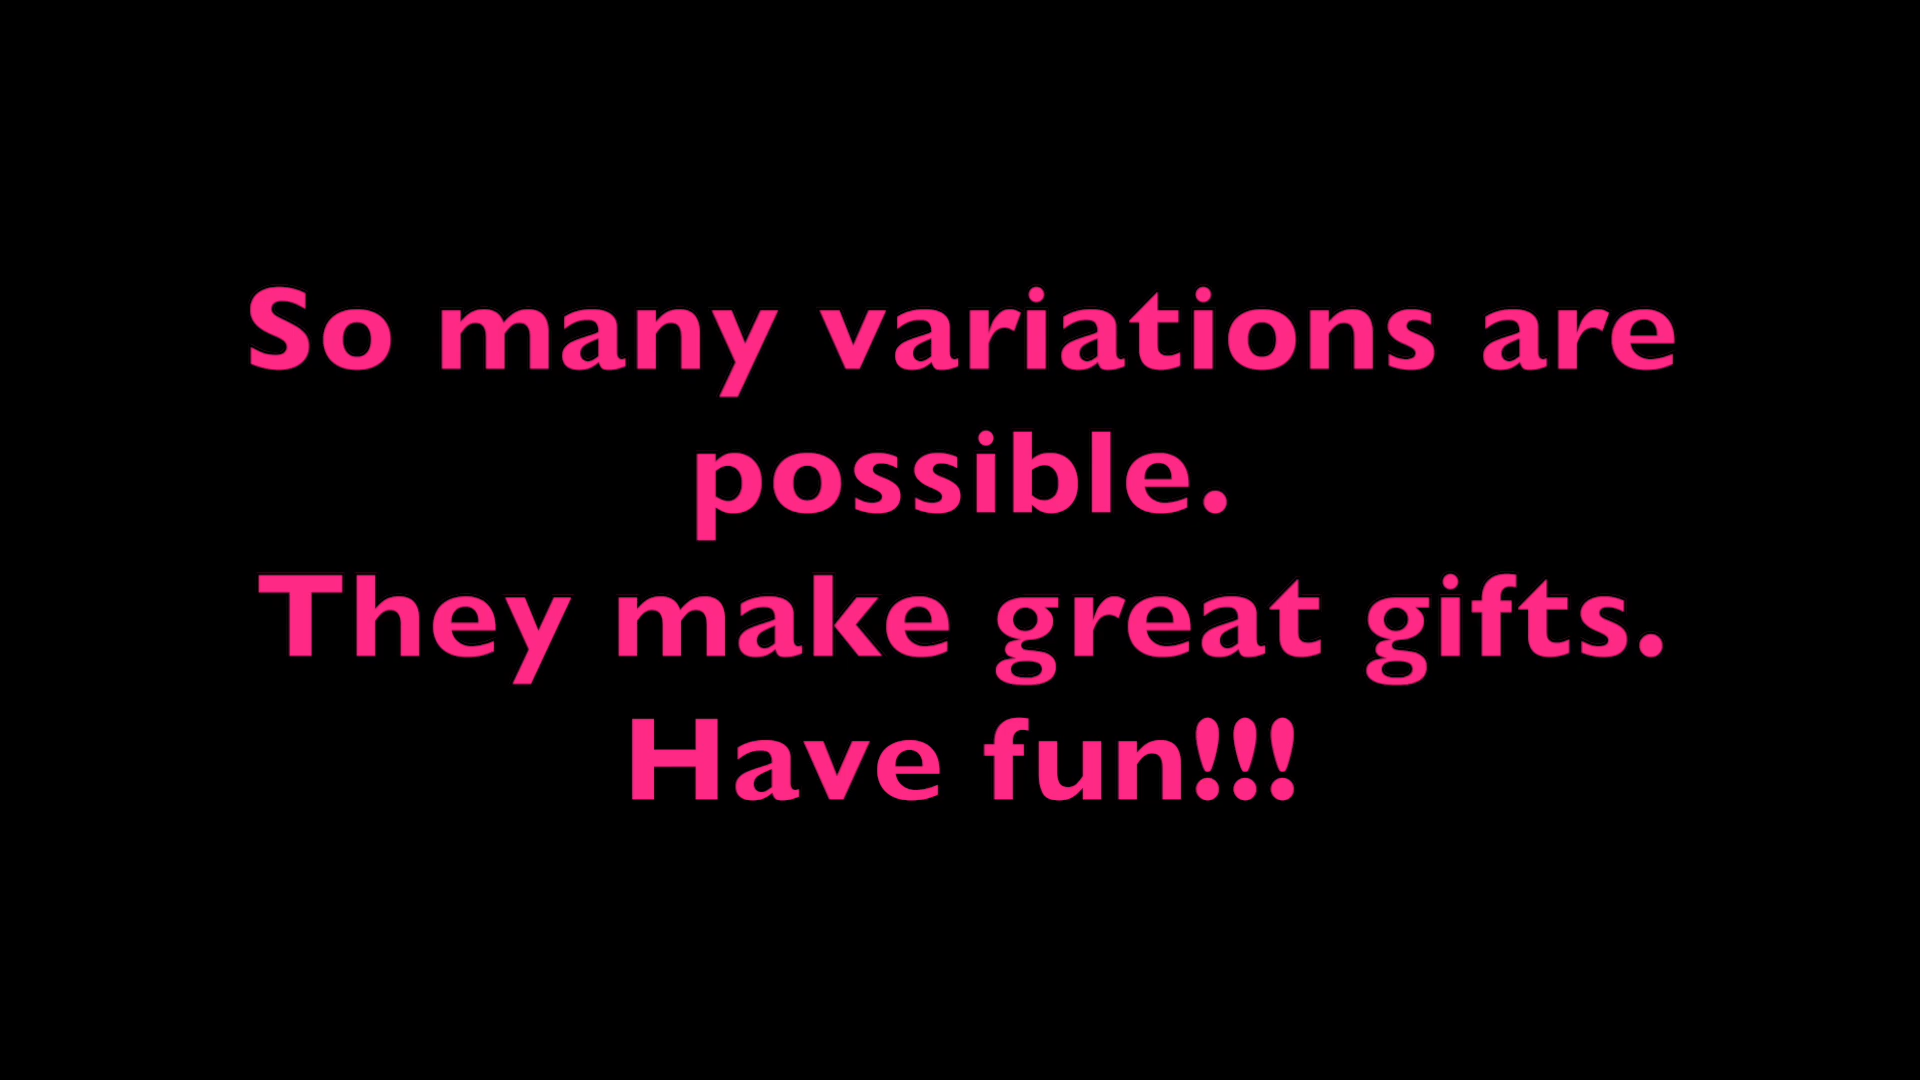 So many variations are
possible.
They make great gifts.
Have fun!!!